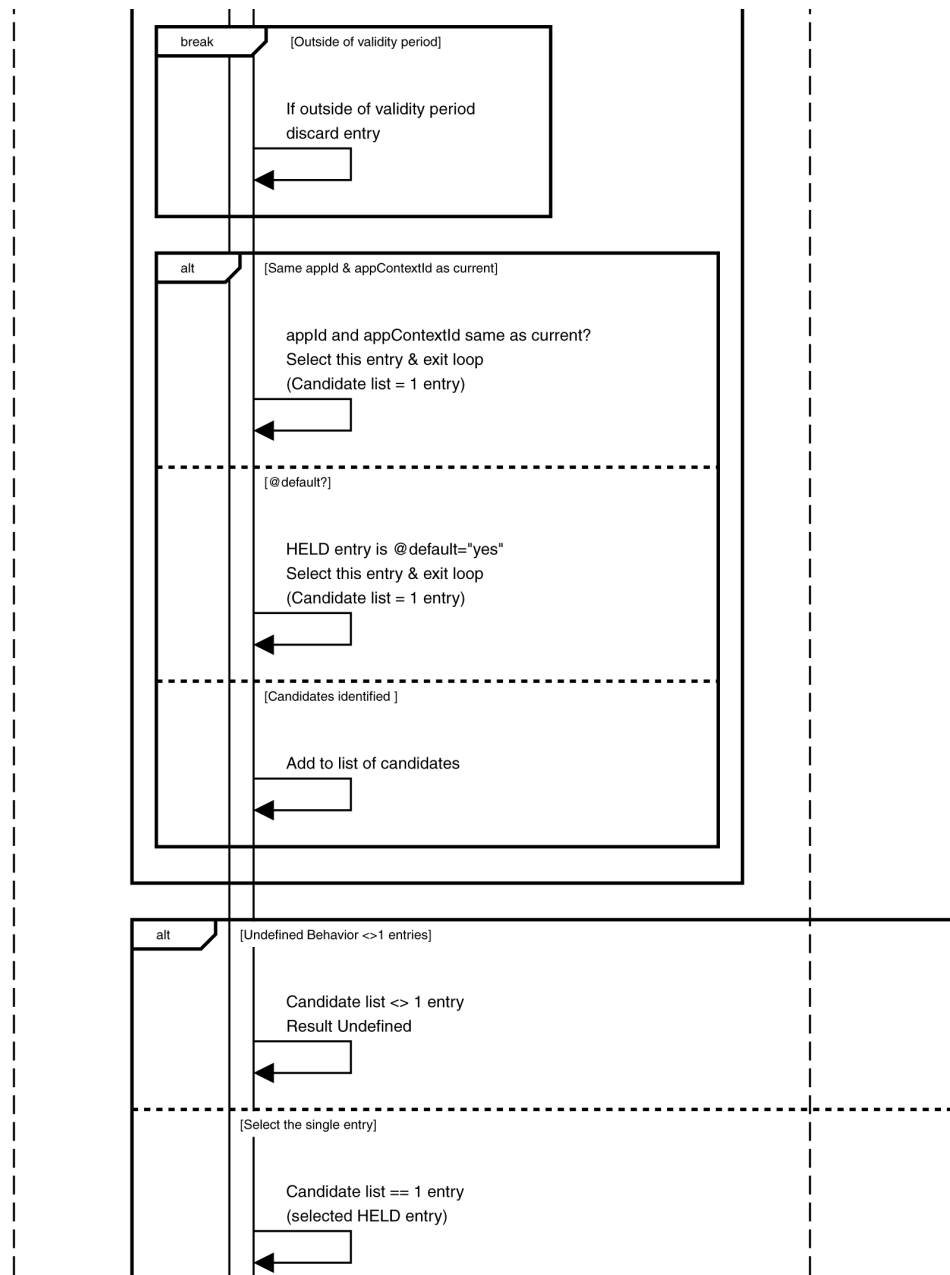 break
[Outside of validity period]
If outside of validity period
discard entry
alt
[Same appId & appContextId as current]
appId and appContextId same as current?
Select this entry & exit loop
(Candidate list = 1 entry)
[@default?]
HELD entry is @default="yes"
Select this entry & exit loop
(Candidate list = 1 entry)
[Candidates identified ]
Add to list of candidates
alt
[Undefined Behavior <>1 entries]
Candidate list <> 1 entry
Result Undefined
[Select the single entry]
Candidate list == 1 entry
(selected HELD entry)